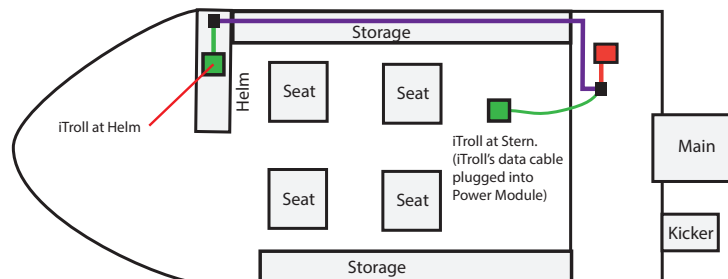 Storage
Helm
Seat
Seat
iTroll at Helm
iTroll at Stern.
(iTroll's data cable
plugged into
Power Module)
Main
Seat
Seat
Kicker
Storage